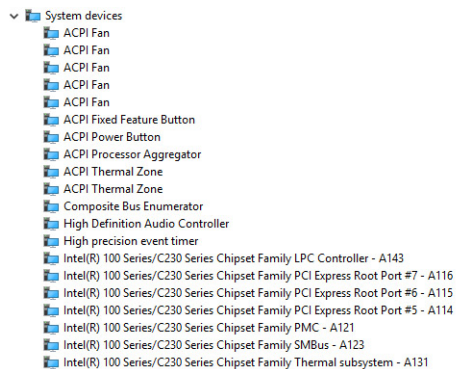 System devices
ACPI Fan
ACPI Fan
ACPI Fan
ACPI Fan
ACPI Fan
ACPI Fixed Feature Button
ACPI Power Button
ACPI Processor Aggregator
ACPI Thermal Zone
ACPI Thermal Zone
Composite Bus Enumerator
High Definition Audio Controller
High precision event timer
Intel(R) 100 Series/C230 Series Chipset Family LPC Controller - A143
Intel(R) 100 Series/C230 Series Chipset Family PCI Express Root Port #7 - A116
Intel(R) 100 Series/C230 Series Chipset Family PCI Express Root Port #6 - A115
Intel(R) 100 Series/C230 Series Chipset Family PCI Express Root Port #5 - A114
Intel(R) 100 Series/C230 Series Chipset Family PMC - A121
Intel(R) 100 Series/C230 Series Chipset Family SMBus - A123
Intel(R) 100 Series/C230 Series Chipset Family Thermal subsystem - A131